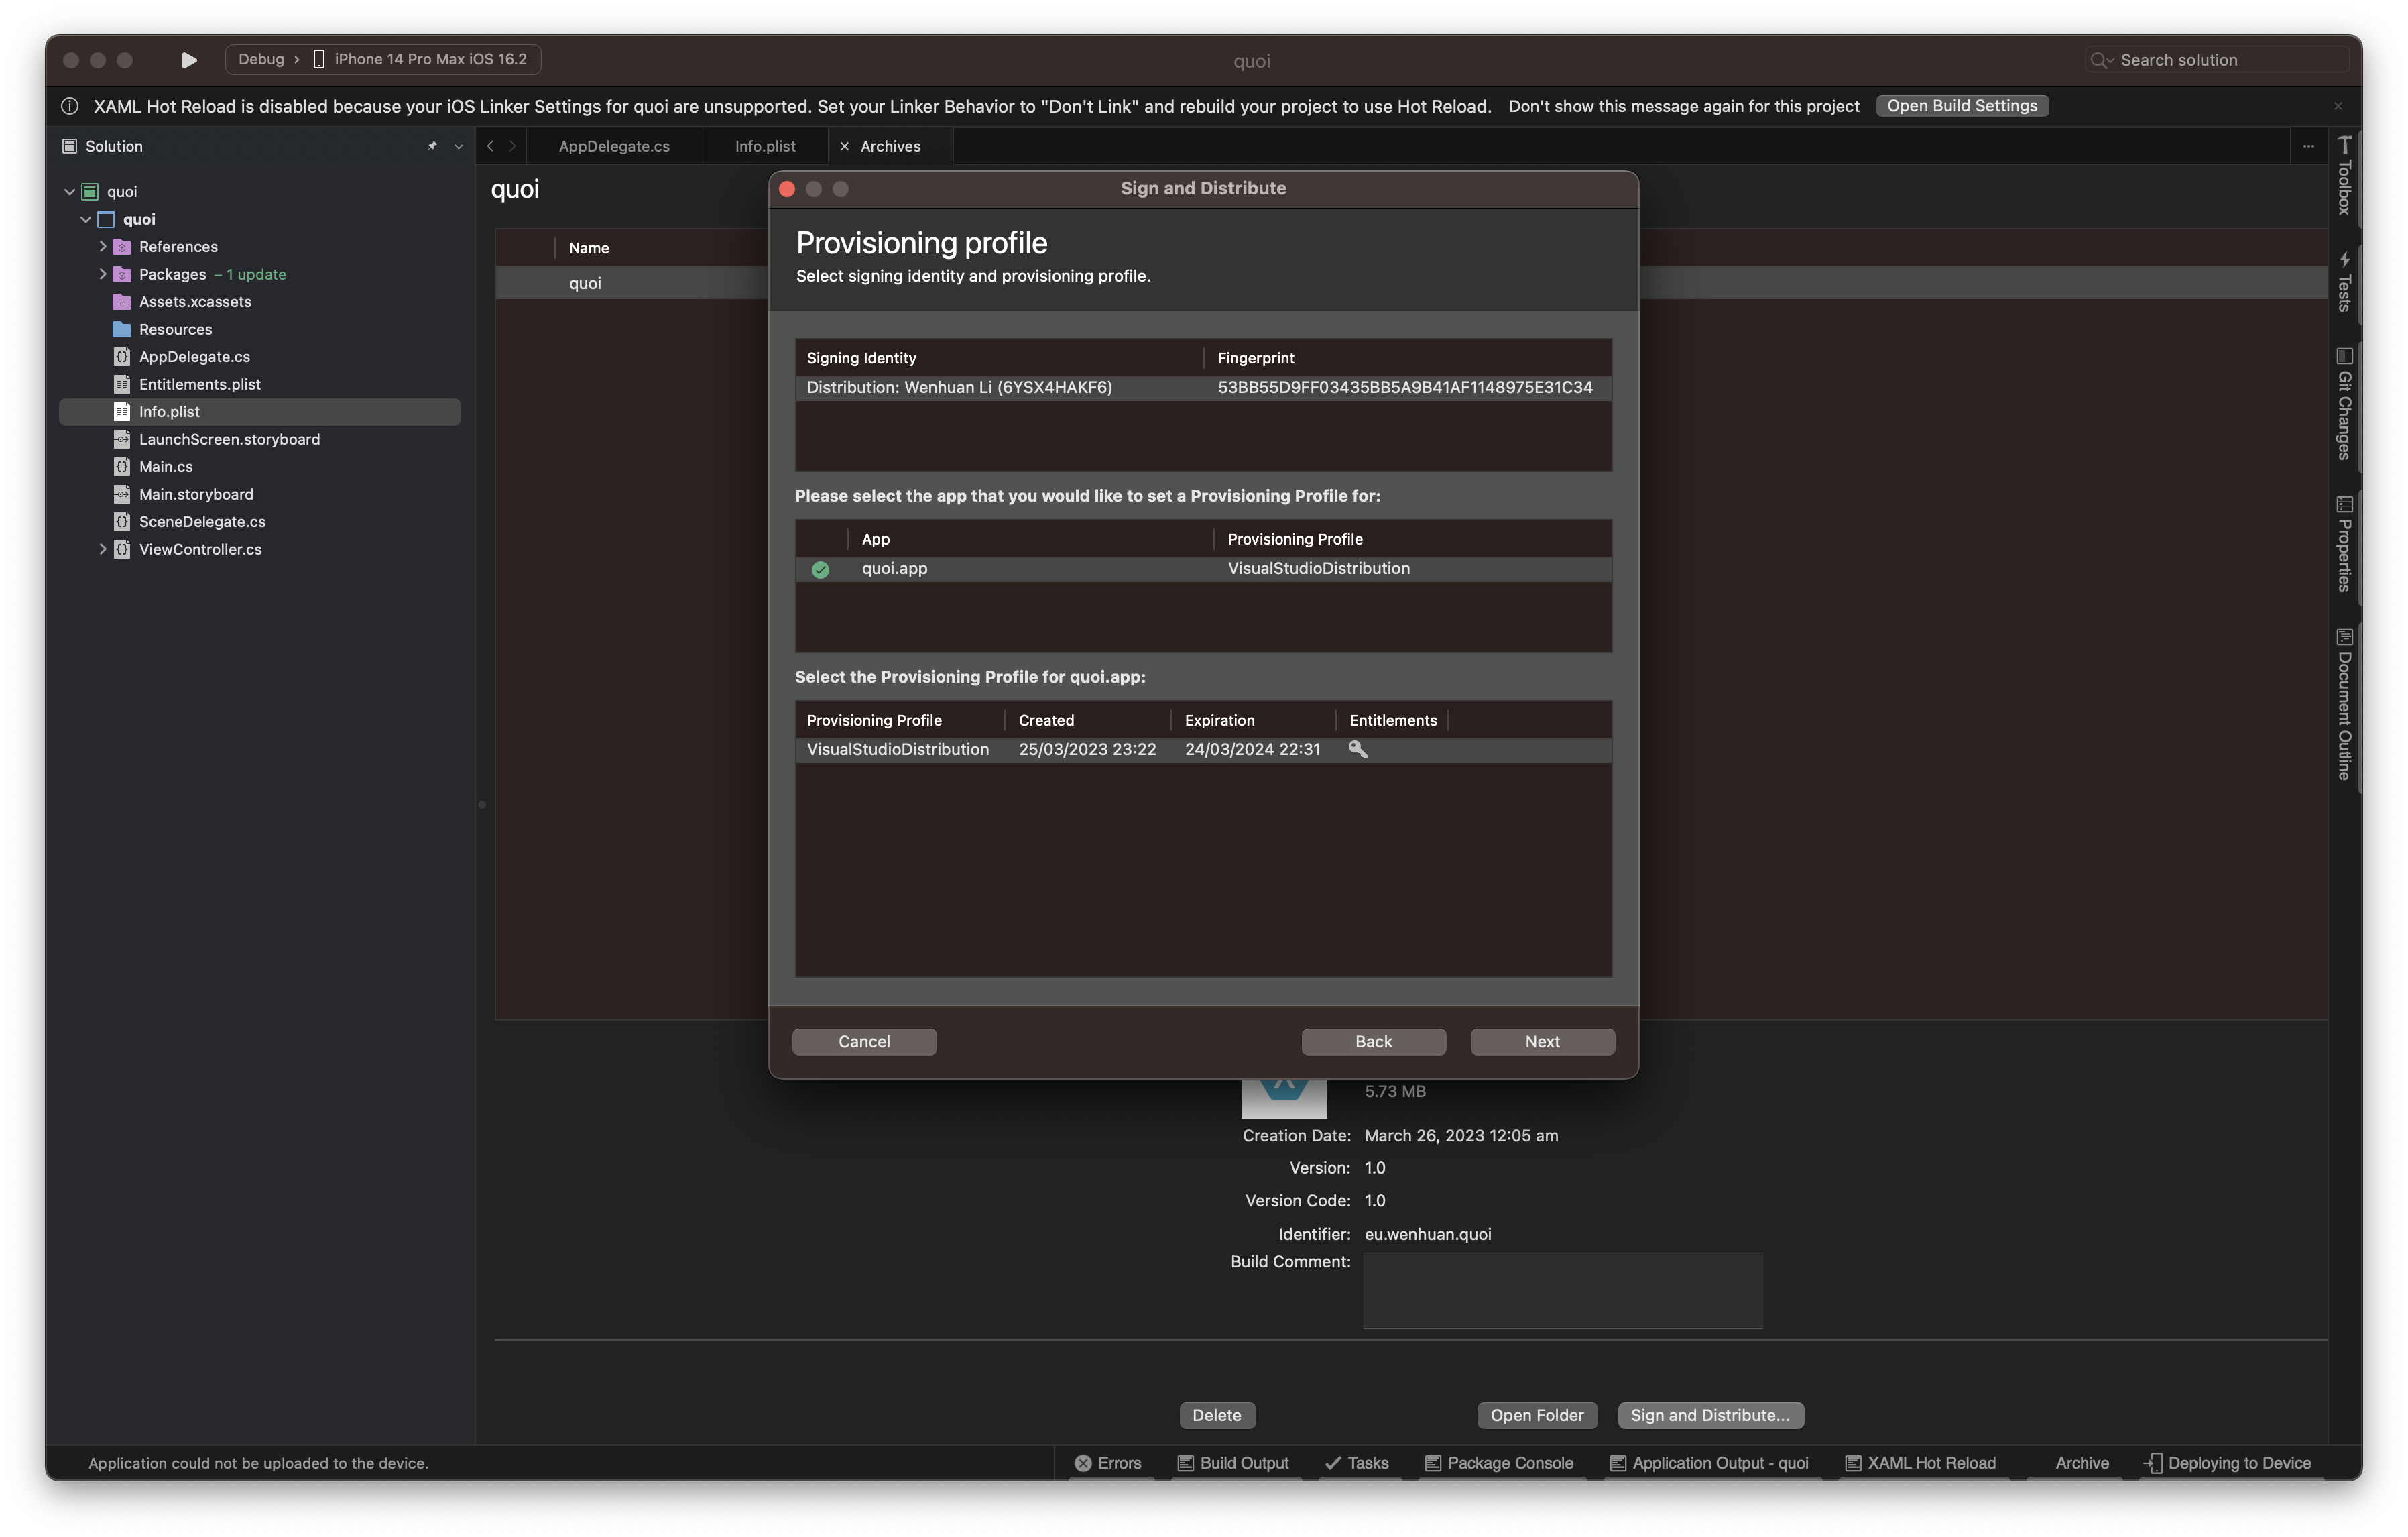 Debug › iPhone 14 Pro Max iOS 16.2
quoi
Search solution
XAML Hot Reload is disabled because your iOS Linker Settings for quoi are unsupported. Set your Linker Behavior to "Don't Link" and rebuild your project to use Hot Reload. Don't show this message again for this project Open Build Settings
Solution
AppDelegate.cs
Info.plist
Archives
quoi
quoi
References
Packages – 1 update
Assets.xcassets
Resources
AppDelegate.cs
Entitlements.plist
Info.plist
LaunchScreen.storyboard
Main.cs
Main.storyboard
SceneDelegate.cs
ViewController.cs
quoi
Name
quoi
Sign and Distribute
Provisioning profile
Select signing identity and provisioning profile.
Signing Identity Fingerprint
Distribution: Wenhuan Li (6YSX4HAKF6) 53BB55D9FF03435BB5A9B41AF1148975E31C34
Please select the app that you would like to set a Provisioning Profile for:
App Provisioning Profile
quoi.app VisualStudioDistribution
Select the Provisioning Profile for quoi.app:
Provisioning Profile Created Expiration Entitlements
VisualStudioDistribution 25/03/2023 23:22 24/03/2024 22:31
Cancel
Back
Next
5.73 MB
Creation Date: March 26, 2023 12:05 am
Version: 1.0
Version Code: 1.0
Identifier: eu.wenhuan.quoi
Build Comment:
Delete
Open Folder
Sign and Distribute...
Toolbox
Tests
Git Changes
Properties
Document Outline
Application could not be uploaded to the device.
Errors
Build Output
Tasks
Package Console
Application Output - quoi
XAML Hot Reload
Archive
Deploying to Device